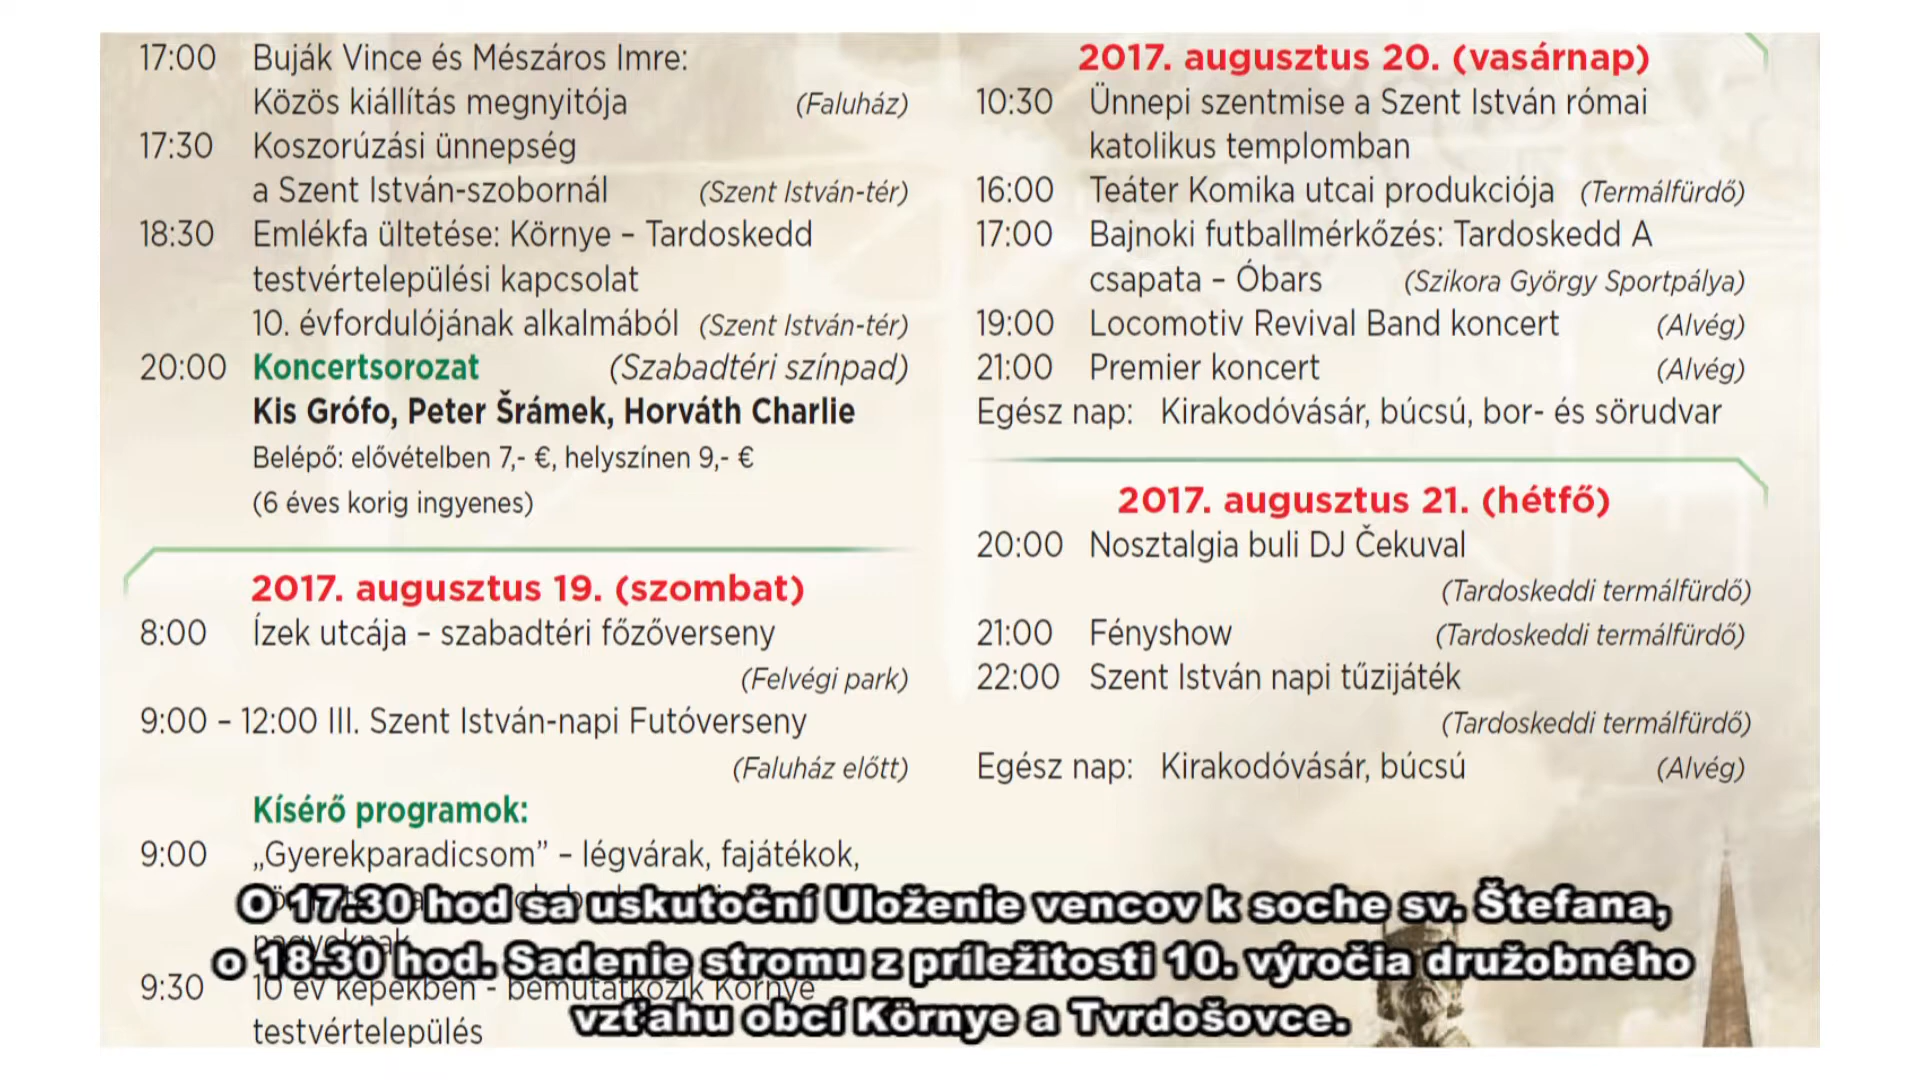 17:00 Buják Vince és Mészáros Imre:
Közös kiállítás megnyitója (Faluház)
17:30 Koszorúzási ünnepség
a Szent István-szobornál (Szent István-tér)
18:30 Emlékfa ültetése: Környe – Tardoskedd
testvértelepülési kapcsolat
10. évfordulójának alkalmából (Szent István-tér)
20:00 Koncertsorozat (Szabadtéri színpad)
Kis Grófo, Peter Šrámek, Horváth Charlie
Belépő: elővételben 7,- €, helyszínen 9,- €
(6 éves korig ingyenes)
2017. augusztus 19. (szombat)
8:00 Ízek utcája – szabadtéri főzőverseny
(Felvégi park)
9:00 – 12:00 III. Szent István-napi Futóverseny
(Faluház előtt)
Kísérő programok:
9:00 „Gyerekparadicsom” – légvárak, fajátékok,
9:30 10 év képekben - bemutatkozik Környe
testvértelepülés
2017. augusztus 20. (vasárnap)
10:30 Ünnepi szentmise a Szent István római
katolikus templomban
16:00 Teáter Komika utcai produkciója (Termálfürdő)
17:00 Bajnoki futballmérkőzés: Tardoskedd A
csapata – Óbars (Szikora György Sportpálya)
19:00 Locomotiv Revival Band koncert (Alvég)
21:00 Premier koncert (Alvég)
Egész nap: Kirakodóvásár, búcsú, bor- és sörudvar
2017. augusztus 21. (hétfő)
20:00 Nosztalgia buli DJ Čekuval
(Tardoskeddi termálfürdő)
21:00 Fényshow (Tardoskeddi termálfürdő)
22:00 Szent István napi tűzijáték
(Tardoskeddi termálfürdő)
Egész nap: Kirakodóvásár, búcsú (Alvég)
O 17:30 hod sa uskutoční Uloženie vencov k soche sv. Štefana,
o 18:30 hod. Sadenie stromu z príležitosti 10. výročia družobného
vzťahu obcí Környe a Tvrdošovce.